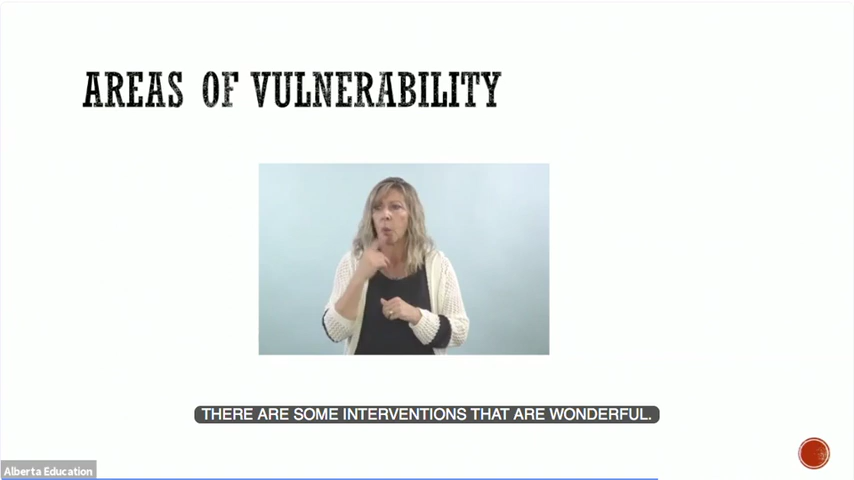 AREAS OF VULNERABILITY
THERE ARE SOME INTERVENTIONS THAT ARE WONDERFUL.
Alberta Education